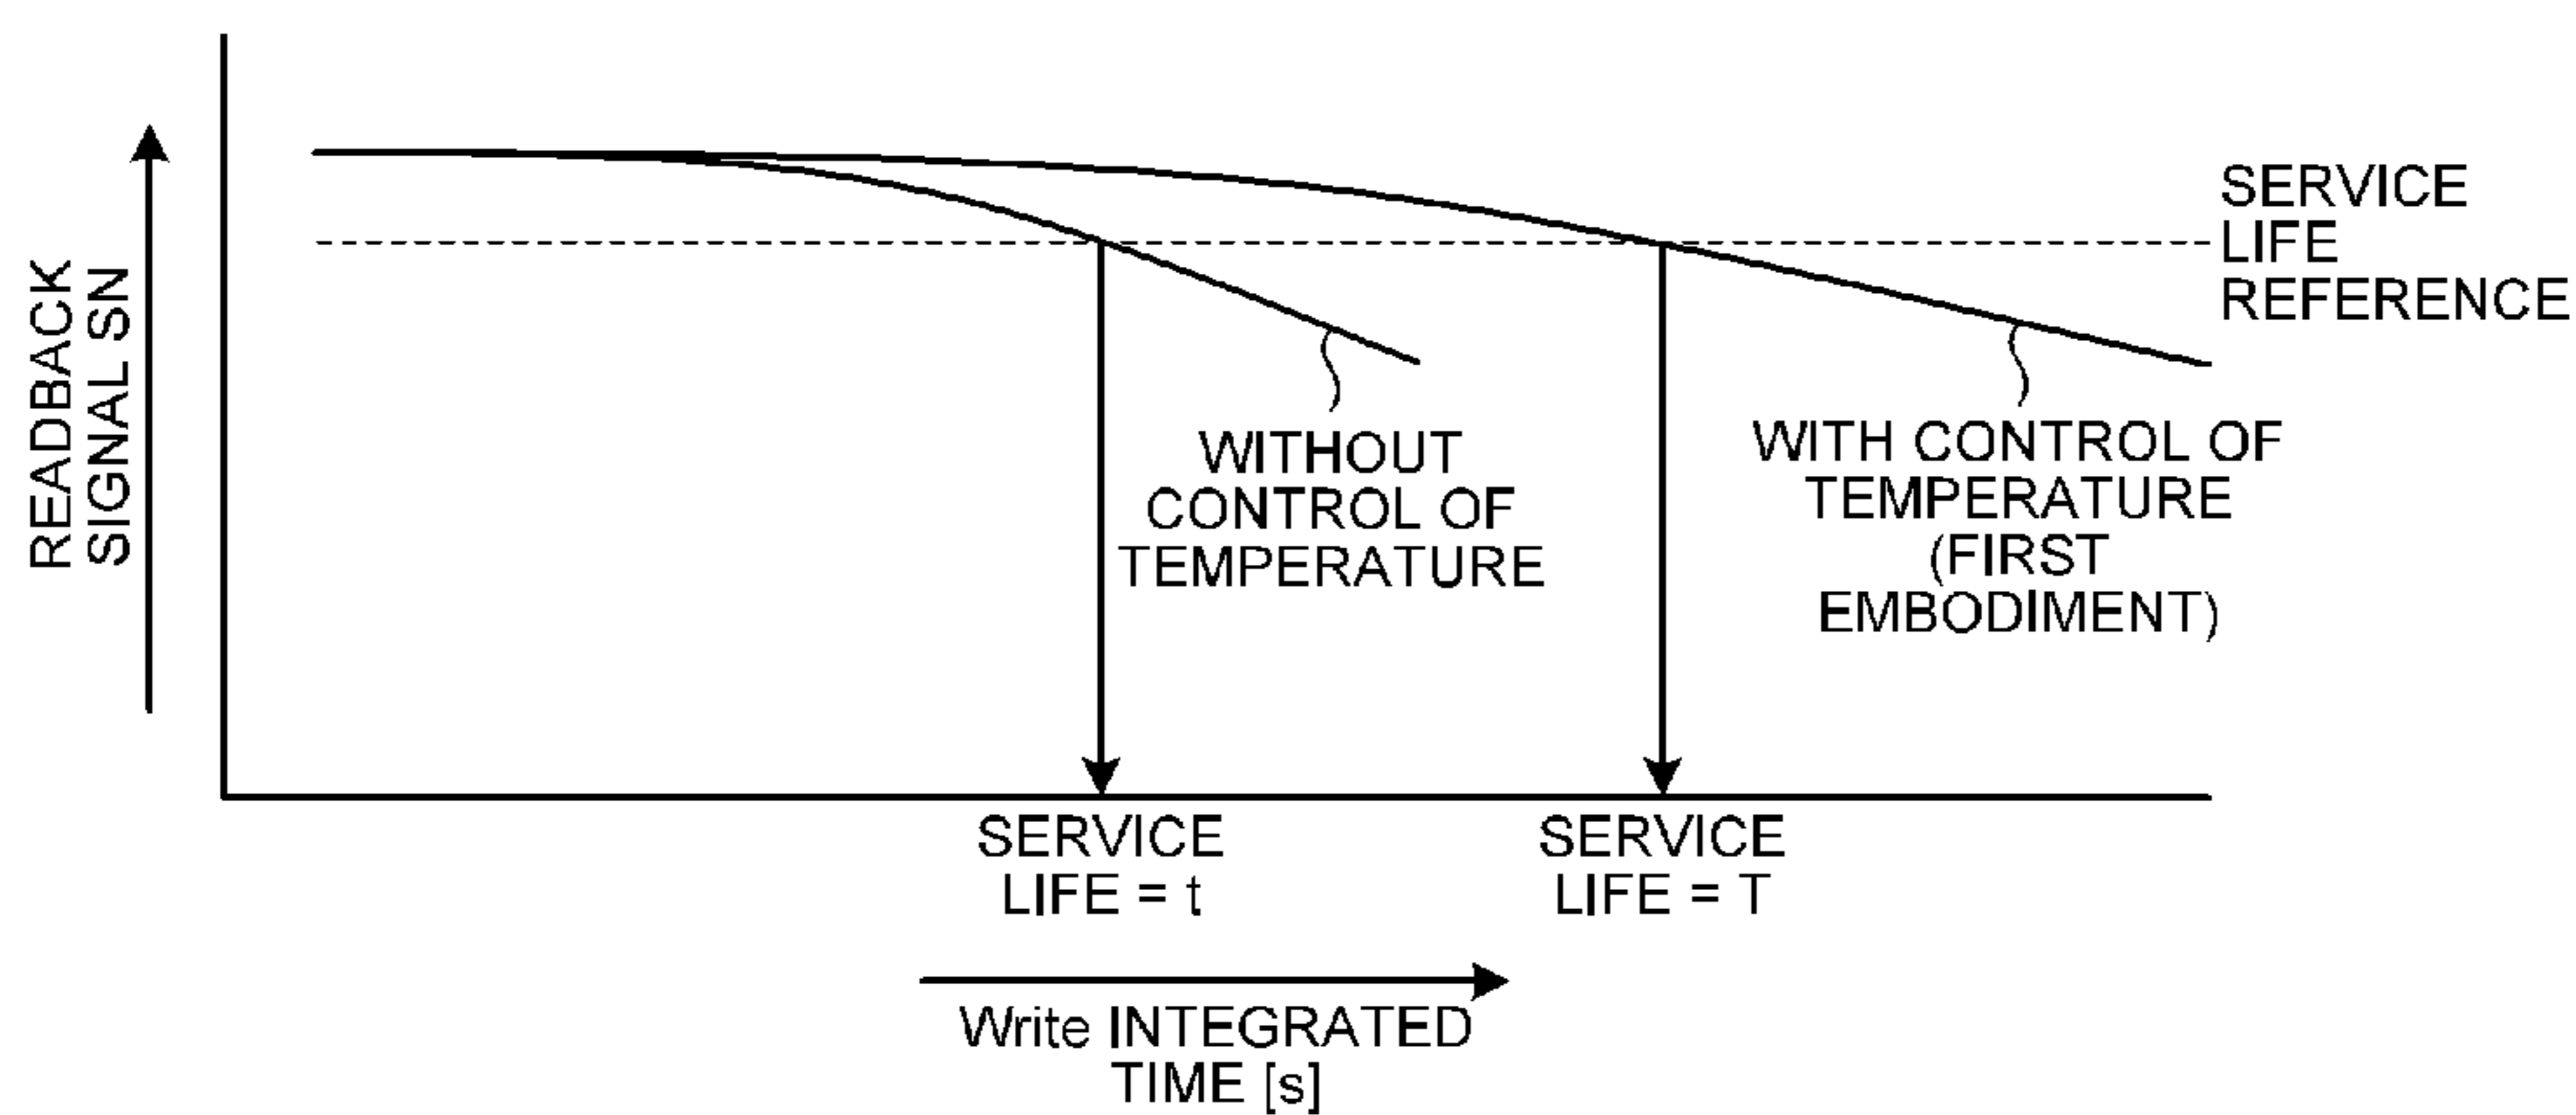 READBACK
SIGNAL SN
SERVICE
LIFE
REFERENCE
WITHOUT
CONTROL OF
TEMPERATURE
WITH CONTROL OF
TEMPERATURE
(FIRST
EMBODIMENT)
SERVICE
LIFE = t
SERVICE
LIFE = T
Write INTEGRATED
TIME [s]